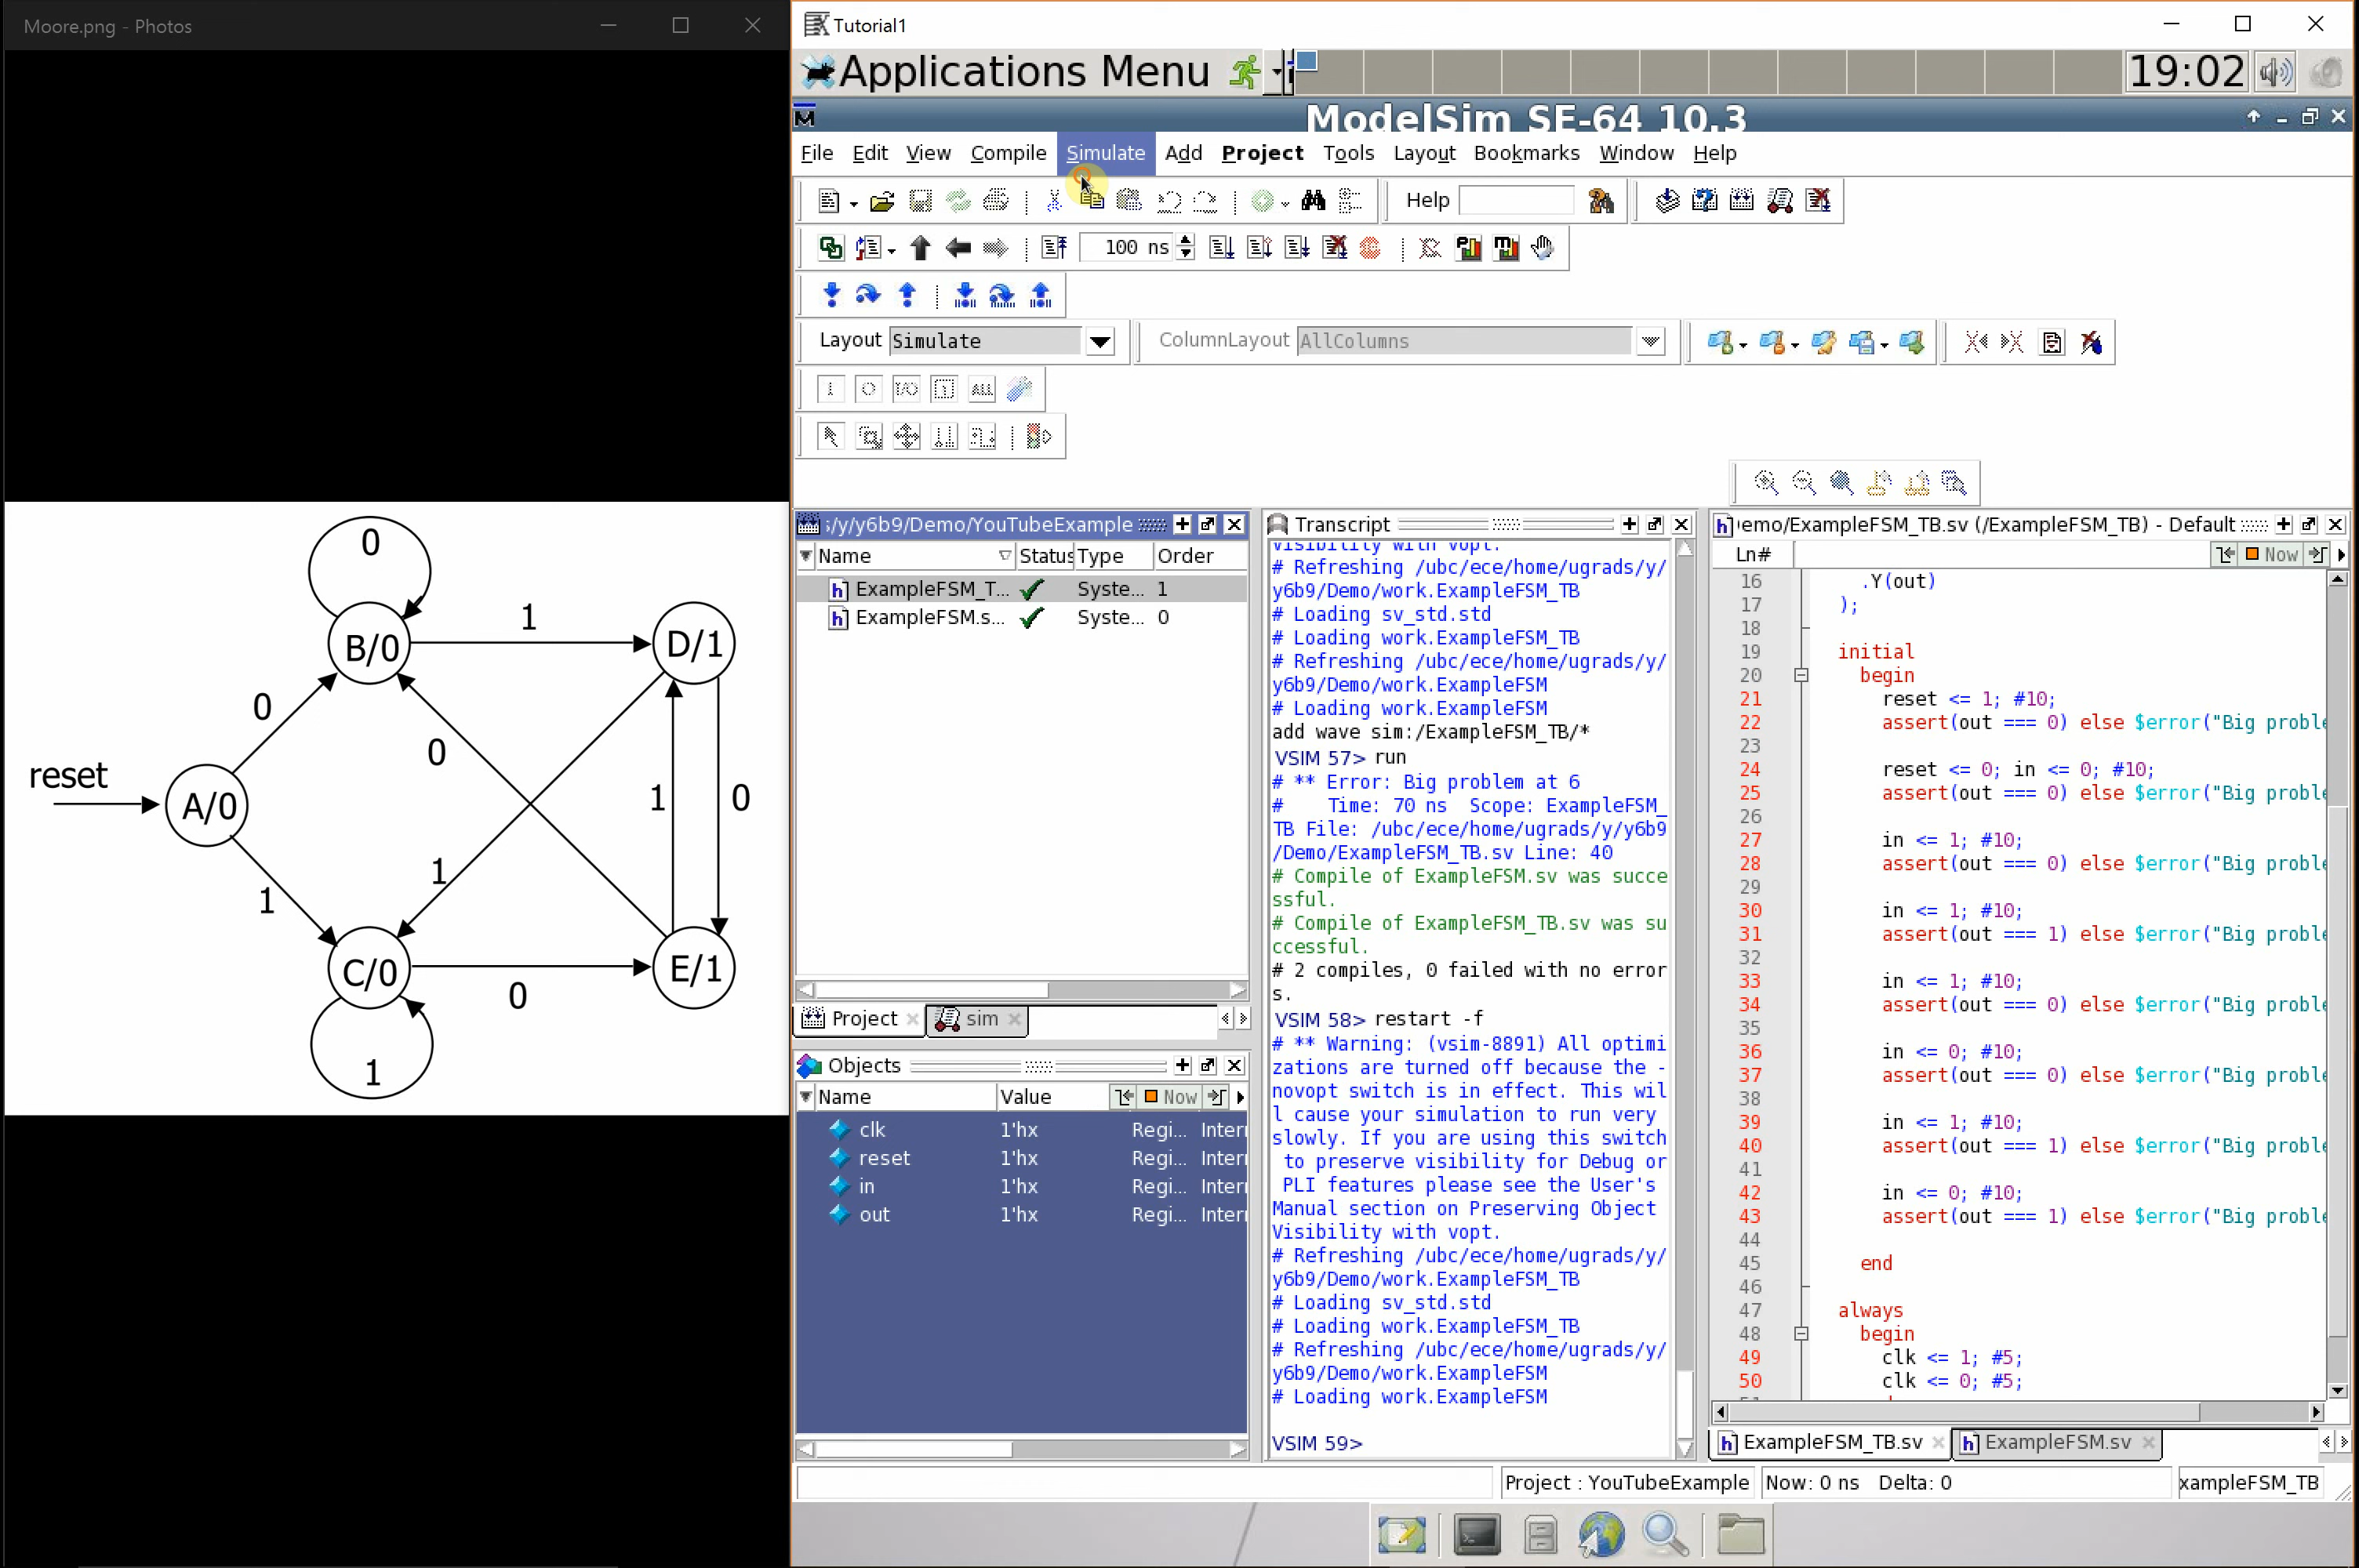 Moore.png - Photos
0
B/0
1
D/1
0
0
reset
A/0
1
0
1
1
C/0
0
E/1
1
Tutorial1
Applications Menu
19:02
ModelSim SE-64 10.3
File Edit View Compile Simulate Add Project Tools Layout Bookmarks Window Help
Help
100 ns
Layout Simulate
ColumnLayout AllColumns
;/y/y6b9/Demo/YouTubeExample
Name Status Type Order
ExampleFSM_T... Syste... 1
ExampleFSM.s... Syste... 0
Project
sim
Objects
Name Value Now
clk 1'hx Regi... Inter
reset 1'hx Regi... Inter
in 1'hx Regi... Inter
out 1'hx Regi... Inter
Transcript
Visibility with vopt.
# Refreshing /ubc/ece/home/ugrads/y/
y6b9/Demo/work.ExampleFSM_TB
# Loading sv_std.std
# Loading work.ExampleFSM_TB
# Refreshing /ubc/ece/home/ugrads/y/
y6b9/Demo/work.ExampleFSM
# Loading work.ExampleFSM
add wave sim:/ExampleFSM_TB/*
VSIM 57> run
# ** Error: Big problem at 6
# Time: 70 ns Scope: ExampleFSM_
TB File: /ubc/ece/home/ugrads/y/y6b9
/Demo/ExampleFSM_TB.sv Line: 40
# Compile of ExampleFSM.sv was succe
ssful.
# Compile of ExampleFSM_TB.sv was su
ccessful.
# 2 compiles, 0 failed with no error
s.
VSIM 58> restart -f
# ** Warning: (vsim-8891) All optimi
zations are turned off because the -
novopt switch is in effect. This wil
l cause your simulation to run very
slowly. If you are using this switch
to preserve visibility for Debug or
PLI features please see the User's
Manual section on Preserving Object
Visibility with vopt.
# Refreshing /ubc/ece/home/ugrads/y/
y6b9/Demo/work.ExampleFSM_TB
# Loading sv_std.std
# Loading work.ExampleFSM_TB
# Refreshing /ubc/ece/home/ugrads/y/
y6b9/Demo/work.ExampleFSM
# Loading work.ExampleFSM
VSIM 59>
emo/ExampleFSM_TB.sv (/ExampleFSM_TB) - Default
Ln# Now
16 .Y(out)
17 );
18
19 initial
20 begin
21 reset <= 1; #10;
22 assert(out === 0) else $error("Big proble
23
24 reset <= 0; in <= 0; #10;
25 assert(out === 0) else $error("Big proble
26
27 in <= 1; #10;
28 assert(out === 0) else $error("Big proble
29
30 in <= 1; #10;
31 assert(out === 1) else $error("Big proble
32
33 in <= 1; #10;
34 assert(out === 0) else $error("Big proble
35
36 in <= 0; #10;
37 assert(out === 0) else $error("Big proble
38
39 in <= 1; #10;
40 assert(out === 1) else $error("Big proble
41
42 in <= 0; #10;
43 assert(out === 1) else $error("Big proble
44
45 end
46
47 always
48 begin
49 clk <= 1; #5;
50 clk <= 0; #5;
ExampleFSM_TB.sv
ExampleFSM.sv
Project : YouTubeExample
Now: 0 ns Delta: 0
xampleFSM_TB